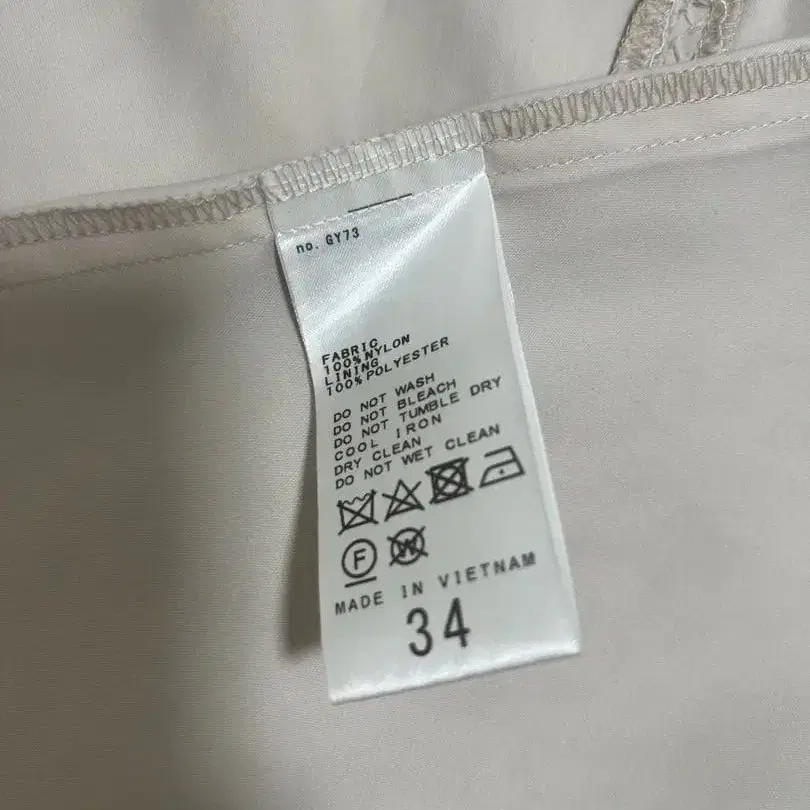 no. GY73
FABRIC
100%NYLON
LINING
100%POLYESTER
DO NOT WASH
DO NOT BLEACH
DO NOT TUMBLE DRY
COOL IRON
DRY CLEAN
DO NOT WET CLEAN
F W
MADE IN VIETNAM
34